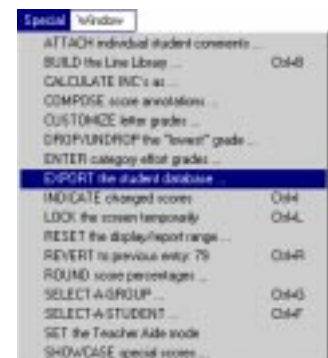 Special Window
ATTACH individual student comments ...
BUILD the Line Library ... Ctrl+B
CALCULATE INC's as ...
COMPOSE score annotations ...
CUSTOMIZE letter grades ...
DROP/UNDROP the "lowest" grade ...
ENTER category effort grades ...
EXPORT the student database ...
INDICATE changed scores Ctrl+I
LOCK the screen temporarily Ctrl+L
RESET the display/report range ...
REVERT to previous entry: 79 Ctrl+R
ROUND score percentages ...
SELECT-A-GROUP ... Ctrl+G
SELECT-A-STUDENT ... Ctrl+F
SET the Teacher Aide mode
SHOWCASE special scores ...